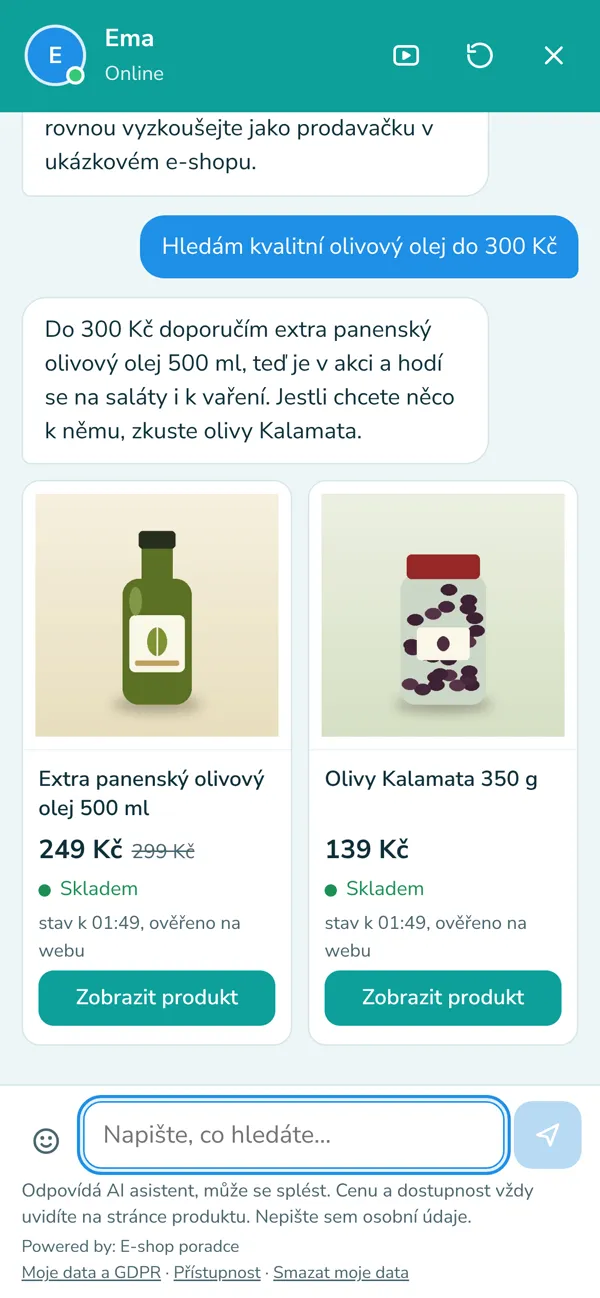 E
Ema
Online
rovnou vyzkoušejte jako prodavačku v
ukázkovém e-shopu.
Hledám kvalitní olivový olej do 300 Kč
Do 300 Kč doporučím extra panenský
olivový olej 500 ml, teď je v akci a hodí
se na saláty i k vaření. Jestli chcete něco
k němu, zkuste olivy Kalamata.
Extra panenský olivový
olej 500 ml
249 Kč 299 Kč
Skladem
stav k 01:49, ověřeno na
webu
Zobrazit produkt
Olivy Kalamata 350 g
139 Kč
Skladem
stav k 01:49, ověřeno na
webu
Zobrazit produkt
Napište, co hledáte...
Odpovídá AI asistent, může se splést. Cenu a dostupnost vždy
uvidíte na stránce produktu. Nepište sem osobní údaje.
Powered by: E-shop poradce
Moje data a GDPR · Přístupnost · Smazat moje data